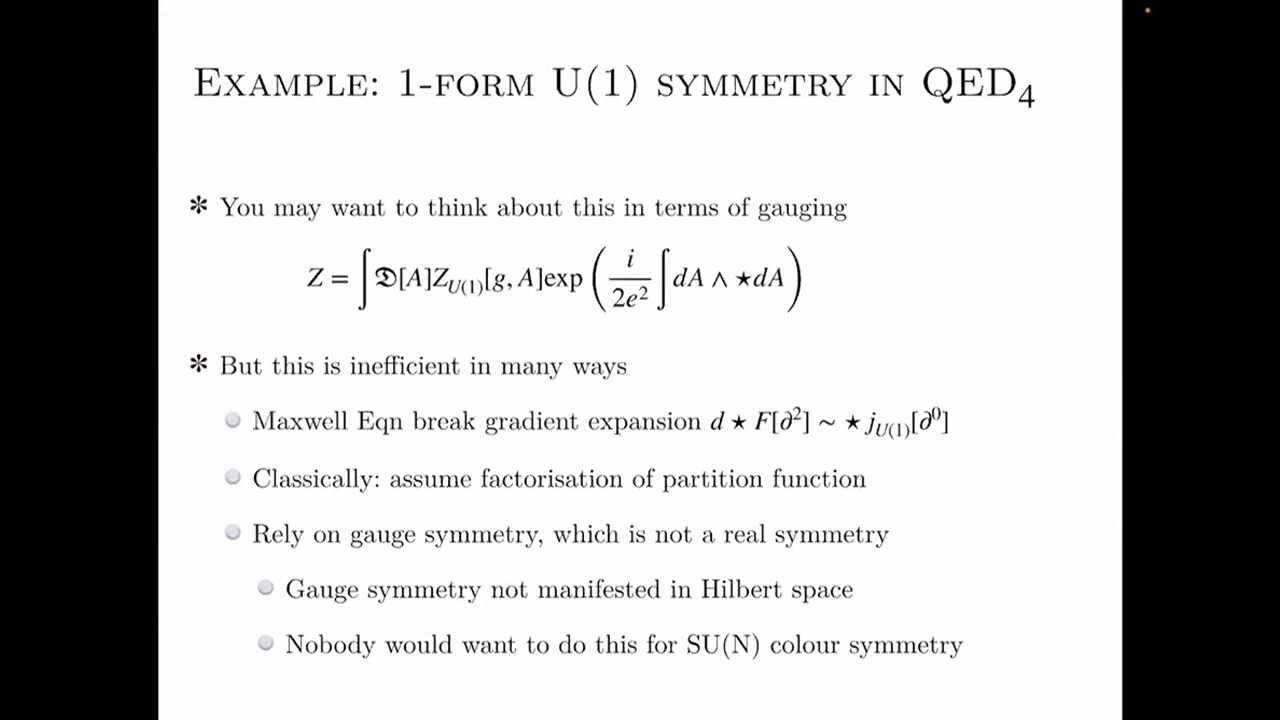 EXAMPLE: 1-FORM U(1) SYMMETRY IN QED₄
* You may want to think about this in terms of gauging
Z = ∫ 𝔇[A]Z_{U(1)}[g, A]exp ( i/2e² ∫ dA ∧ ⋆dA )
* But this is inefficient in many ways
Maxwell Eqn break gradient expansion d ⋆ F[∂²] ∼ ⋆ j_{U(1)}[∂⁰]
Classically: assume factorisation of partition function
Rely on gauge symmetry, which is not a real symmetry
Gauge symmetry not manifested in Hilbert space
Nobody would want to do this for SU(N) colour symmetry